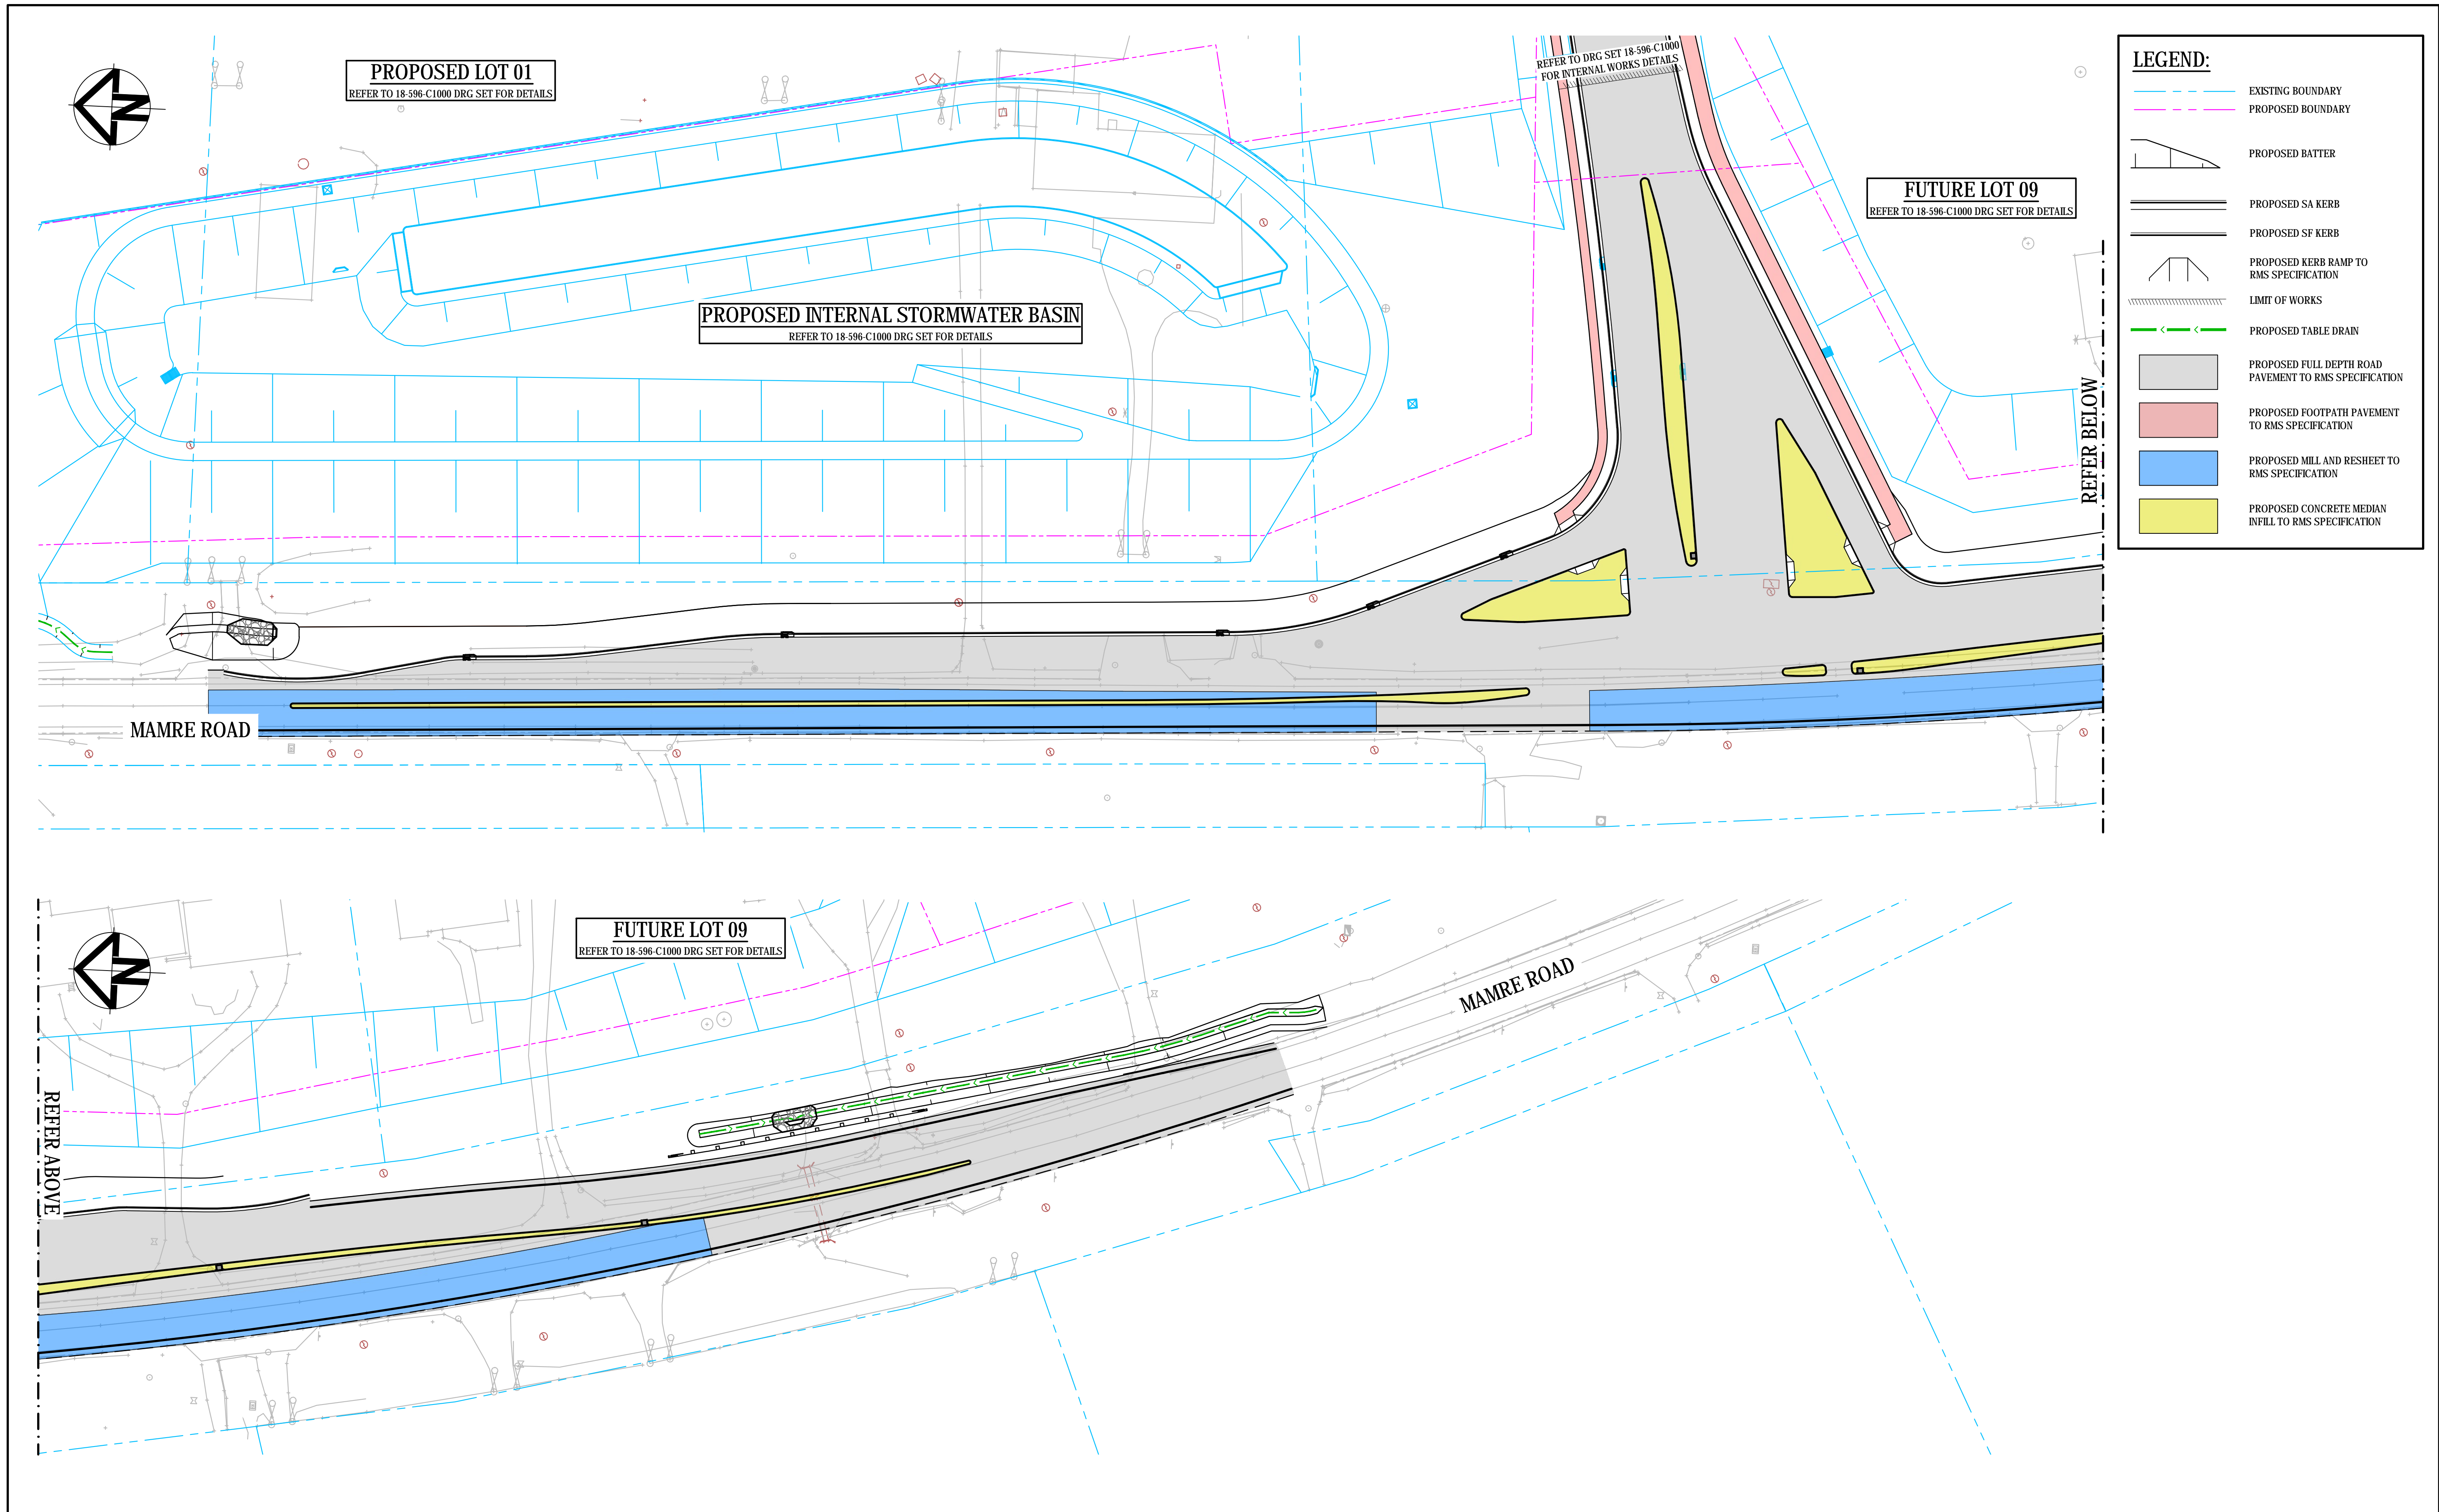 PROPOSED LOT 01
REFER TO 18-596-C1000 DRG SET FOR DETAILS
N
REFER TO DRG SET 18-596-C1000
FOR INTERNAL WORKS DETAILS
FUTURE LOT 09
REFER TO 18-596-C1000 DRG SET FOR DETAILS
PROPOSED INTERNAL STORMWATER BASIN
REFER TO 18-596-C1000 DRG SET FOR DETAILS
REFER BELOW
MAMRE ROAD
LEGEND:
EXISTING BOUNDARY
PROPOSED BOUNDARY
PROPOSED BATTER
PROPOSED SA KERB
PROPOSED SF KERB
PROPOSED KERB RAMP TO
RMS SPECIFICATION
LIMIT OF WORKS
PROPOSED TABLE DRAIN
PROPOSED FULL DEPTH ROAD
PAVEMENT TO RMS SPECIFICATION
PROPOSED FOOTPATH PAVEMENT
TO RMS SPECIFICATION
PROPOSED MILL AND RESHEET TO
RMS SPECIFICATION
PROPOSED CONCRETE MEDIAN
INFILL TO RMS SPECIFICATION
N
FUTURE LOT 09
REFER TO 18-596-C1000 DRG SET FOR DETAILS
MAMRE ROAD
REFER ABOVE